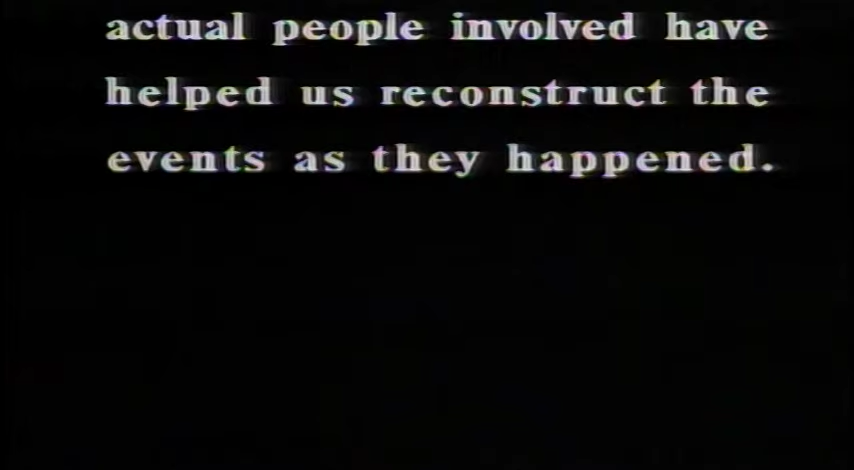 actual people involved have
helped us reconstruct the
events as they happened.